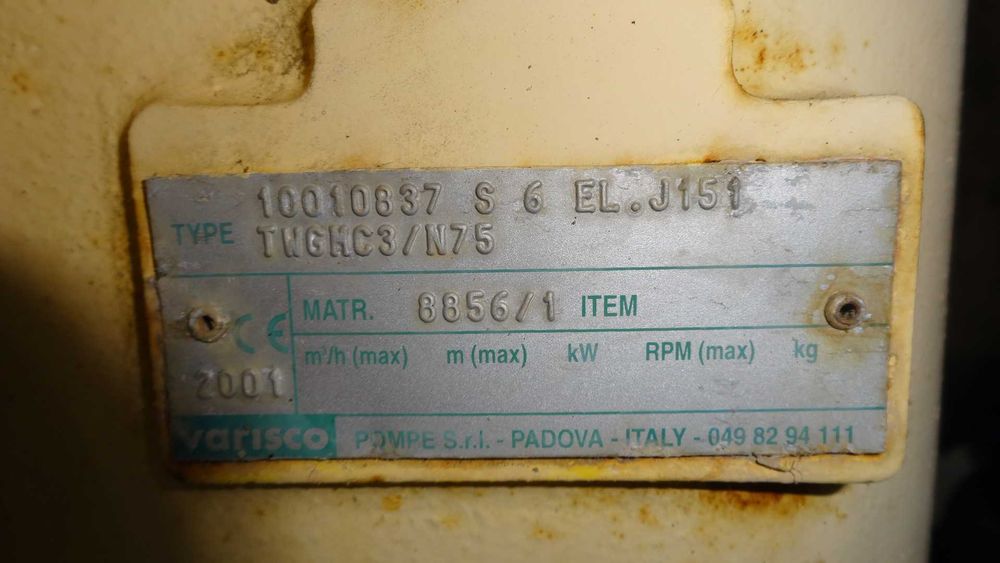 10010837 S 6 EL.J151
TYPE TWGMC3/N75
MATR. 8856/1 ITEM
CE
m³/h (max) m (max) kW RPM (max) kg
2001
varisco POMPE S.r.l. - PADOVA - ITALY - 049 82 94 111